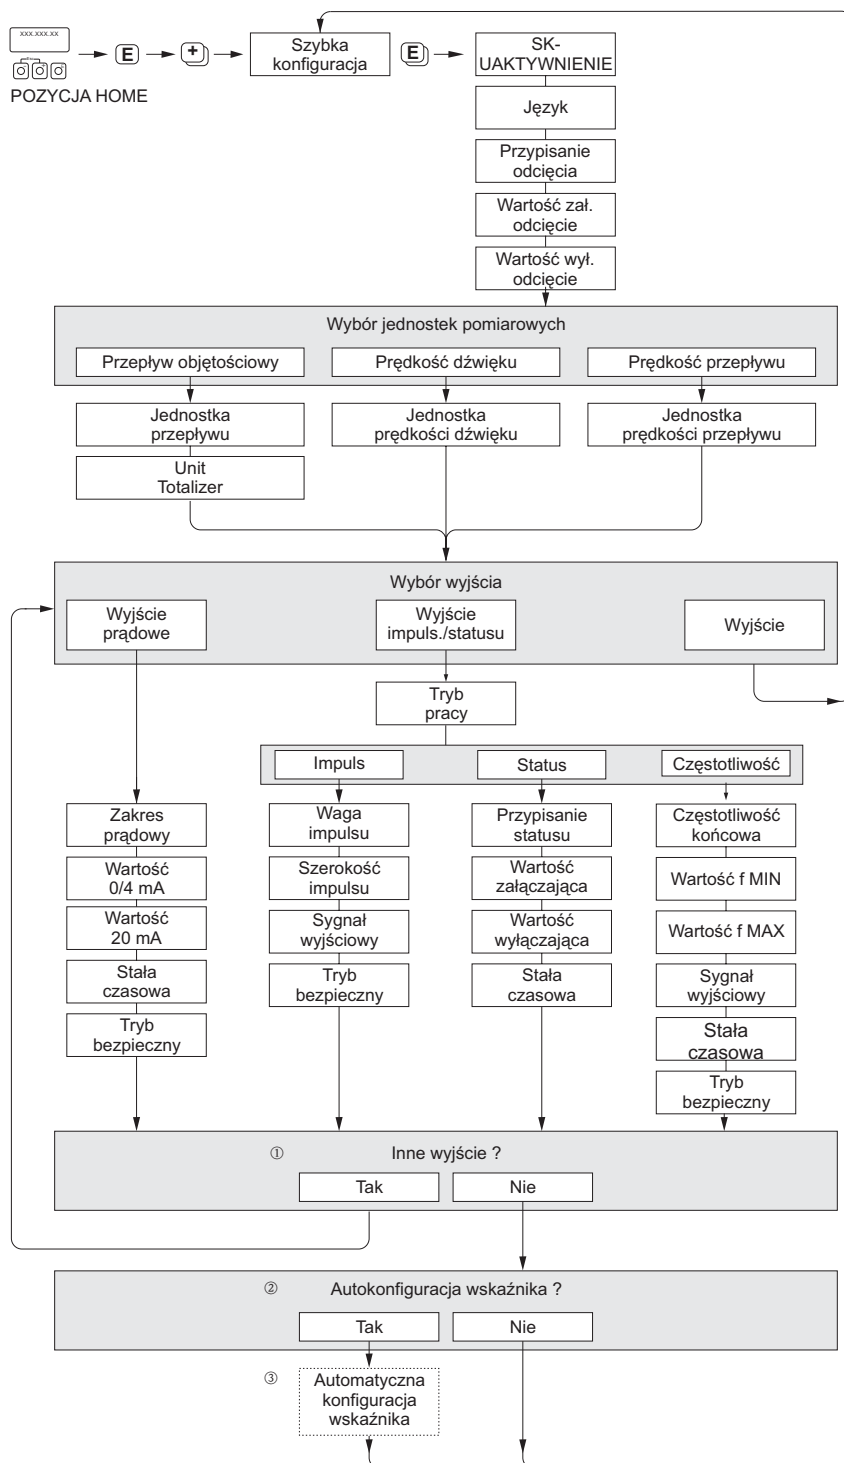 xxx.xxx.xx
POZYCJA HOME
E
+
Szybka
konfiguracja
E
SK-
UAKTYWNIENIE
Język
Przypisanie
odcięcia
Wartość zał.
odcięcie
Wartość wył.
odcięcie
Wybór jednostek pomiarowych
Przepływ objętościowy
Prędkość dźwięku
Prędkość przepływu
Jednostka
przepływu
Jednostka
prędkości dźwięku
Jednostka
prędkości przepływu
Unit
Totalizer
Wybór wyjścia
Wyjście
prądowe
Wyjście
impuls./statusu
Wyjście
Tryb
pracy
Impuls
Status
Częstotliwość
Zakres
prądowy
Wartość
0/4 mA
Wartość
20 mA
Stała
czasowa
Tryb
bezpieczny
Waga
impulsu
Szerokość
impulsu
Sygnał
wyjściowy
Tryb
bezpieczny
Przypisanie
statusu
Wartość
załączająca
Wartość
wyłączająca
Stała
czasowa
Częstotliwość
końcowa
Wartość f MIN
Wartość f MAX
Sygnał
wyjściowy
Stała
czasowa
Tryb
bezpieczny
① Inne wyjście ?
Tak
Nie
② Autokonfiguracja wskaźnika ?
Tak
Nie
③ Automatyczna
konfiguracja
wskaźnika